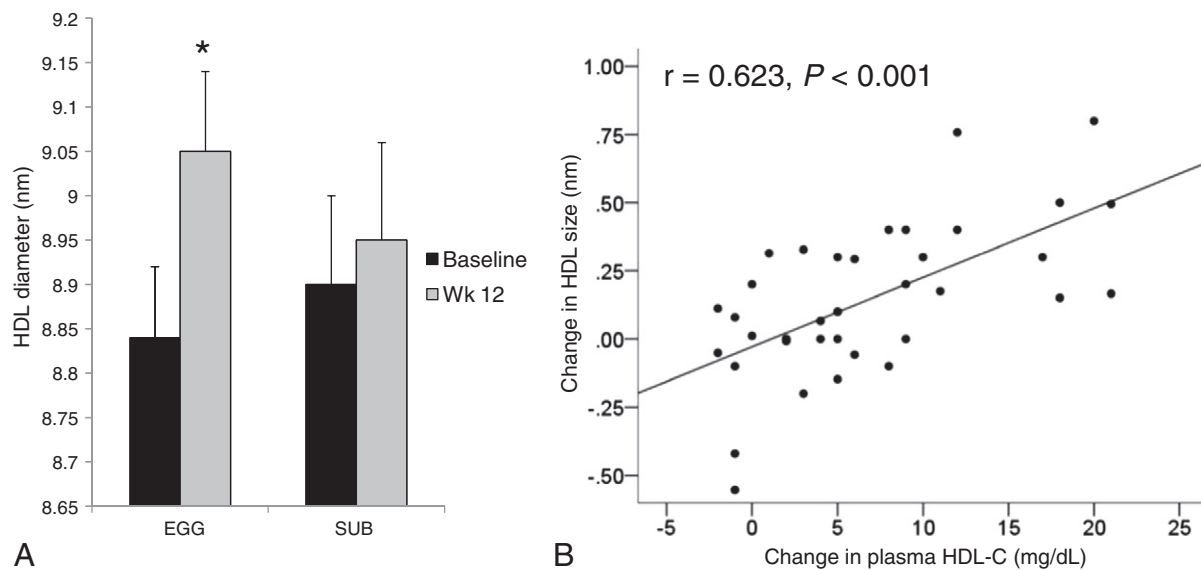 9.2
9.15
9.1
9.05
9
8.95
8.9
8.85
8.8
8.75
8.7
8.65
HDL diameter (nm)
*
Baseline
Wk 12
EGG
SUB
A
r = 0.623, P < 0.001
1.00
.75
.50
.25
.00
-.25
-.50
Change in HDL size (nm)
-5
0
5
10
15
20
25
Change in plasma HDL-C (mg/dL)
B